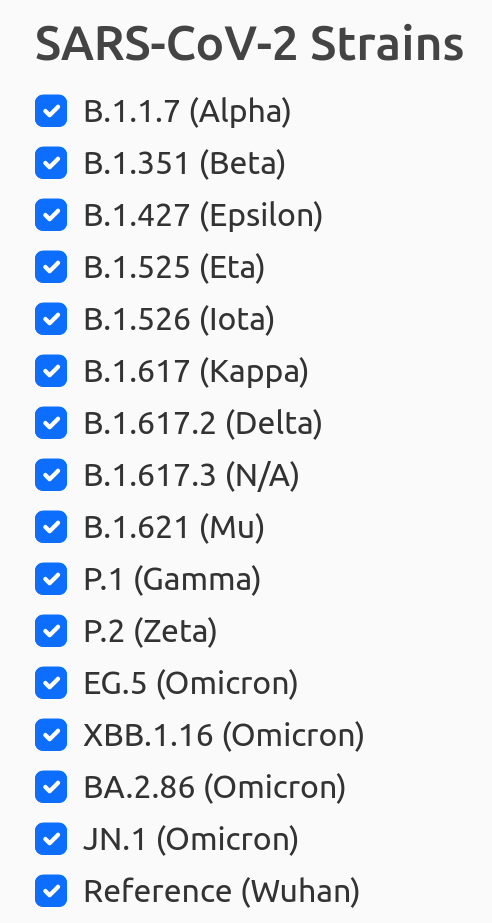 SARS-CoV-2 Strains
B.1.1.7 (Alpha)
B.1.351 (Beta)
B.1.427 (Epsilon)
B.1.525 (Eta)
B.1.526 (Iota)
B.1.617 (Kappa)
B.1.617.2 (Delta)
B.1.617.3 (N/A)
B.1.621 (Mu)
P.1 (Gamma)
P.2 (Zeta)
EG.5 (Omicron)
XBB.1.16 (Omicron)
BA.2.86 (Omicron)
JN.1 (Omicron)
Reference (Wuhan)